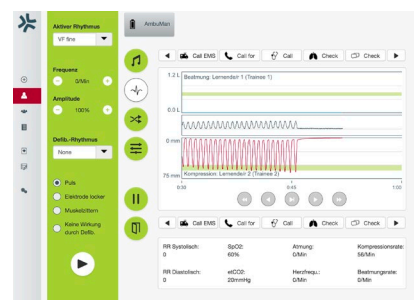 Aktiver Rhythmus
VF fine
Frequenz
0/Min
Amplitude
100%
Defib.-Rhythmus
None
Puls
Elektrode locker
Muskelzittern
Keine Wirkung
durch Defib.
AmbuMan
Call EMS
Call for
Call
Check
Check
1.2 L
Beatmung: Lernende/r 1 (Trainee 1)
0.0 L
0 mm
75 mm
Kompression: Lernende/r 2 (Trainee 2)
0:30
0:45
1:00
Call EMS
Call for
Call
Check
Check
RR Systolisch:
0
SpO2:
60%
Atmung:
0/Min
Kompressionsrate:
56/Min
RR Diastolisch:
0
etCO2:
20mmHg
Herzfrequ.:
0/Min
Beatmungsrate:
0/Min